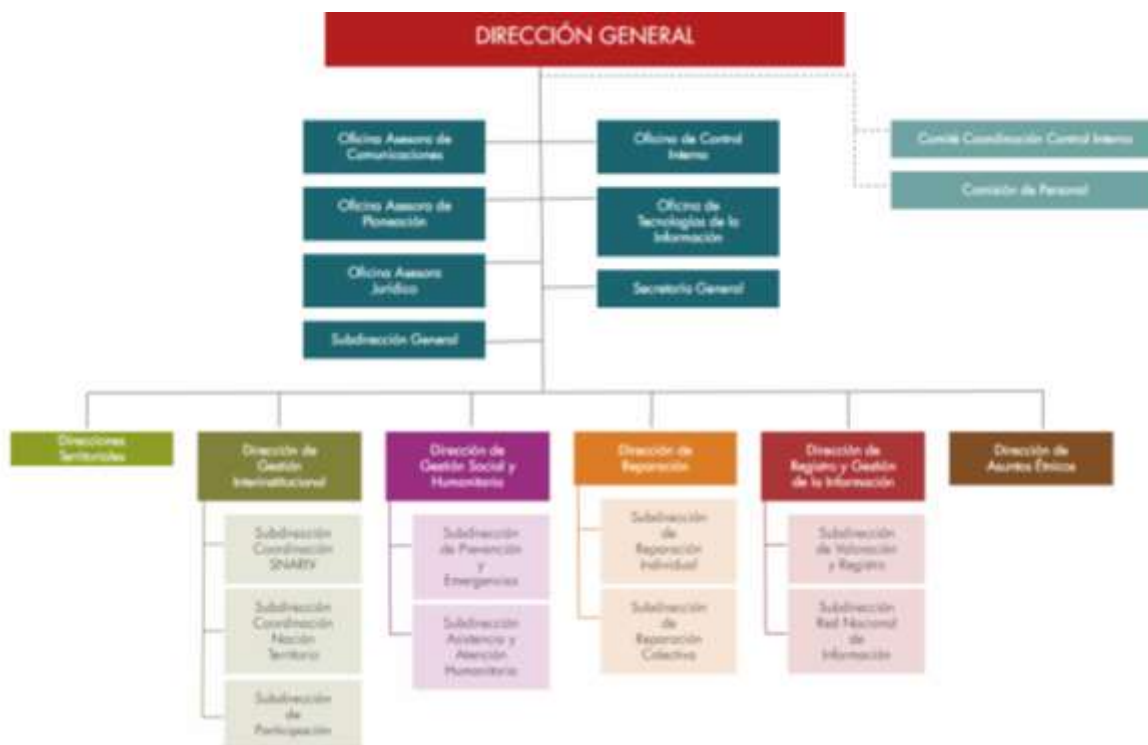 DIRECCIÓN GENERAL
Oficina Asesora de
Comunicaciones
Oficina de Control
Interno
Comité Coordinación Control Interno
Comisión de Personal
Oficina Asesora de
Planeación
Oficina de
Tecnologías de la
Información
Oficina Asesora
Jurídica
Secretaría General
Subdirección General
Direcciones
Territoriales
Dirección de
Gestión
Interinstitucional
Subdirección
Coordinación
SNARIV
Subdirección
Coordinación
Nación
Territorio
Subdirección
de
Participación
Dirección de
Gestión Social y
Humanitaria
Subdirección
de Prevención
y
Emergencias
Subdirección
Asistencia y
Atención
Humanitaria
Dirección de
Reparación
Subdirección
de
Reparación
Individual
Subdirección
de
Reparación
Colectiva
Dirección de
Registro y Gestión
de la Información
Subdirección
de Valoración
y Registro
Subdirección
Red Nacional
de
Información
Dirección de
Asuntos Étnicos